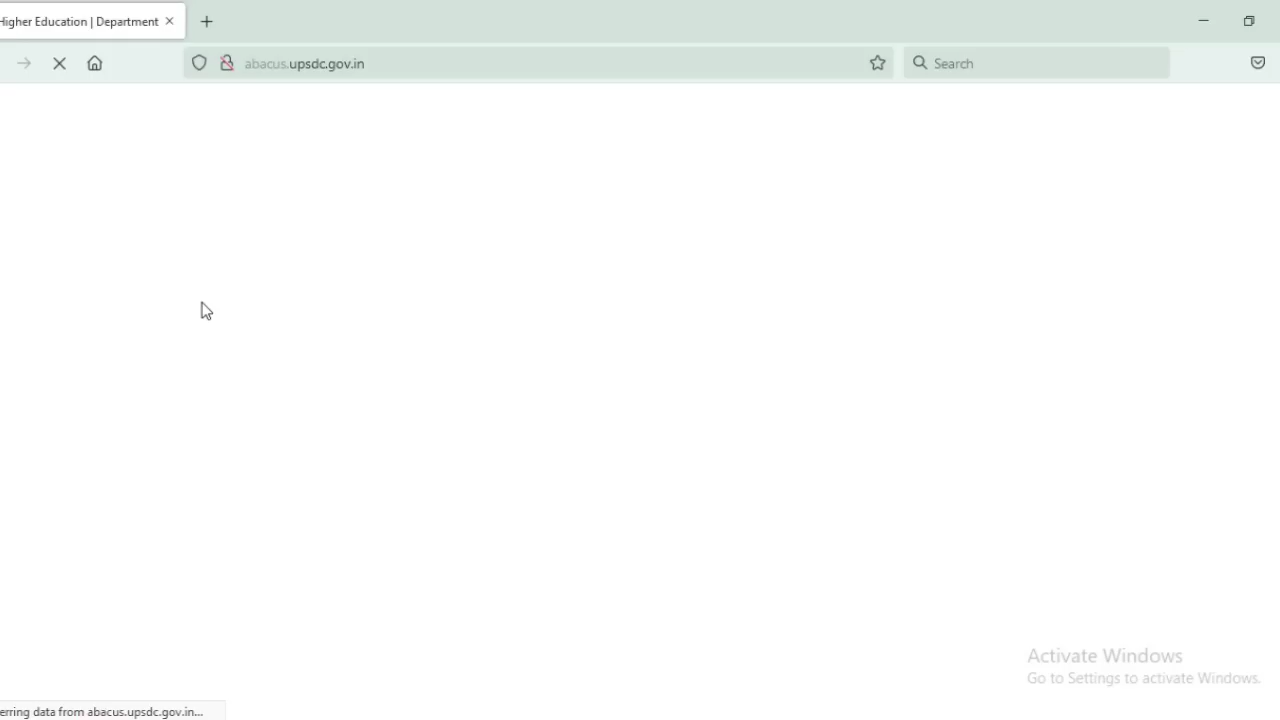 Higher Education | Department
abacus.upsdc.gov.in
Search
Activate Windows
Go to Settings to activate Windows.
erring data from abacus.upsdc.gov.in...